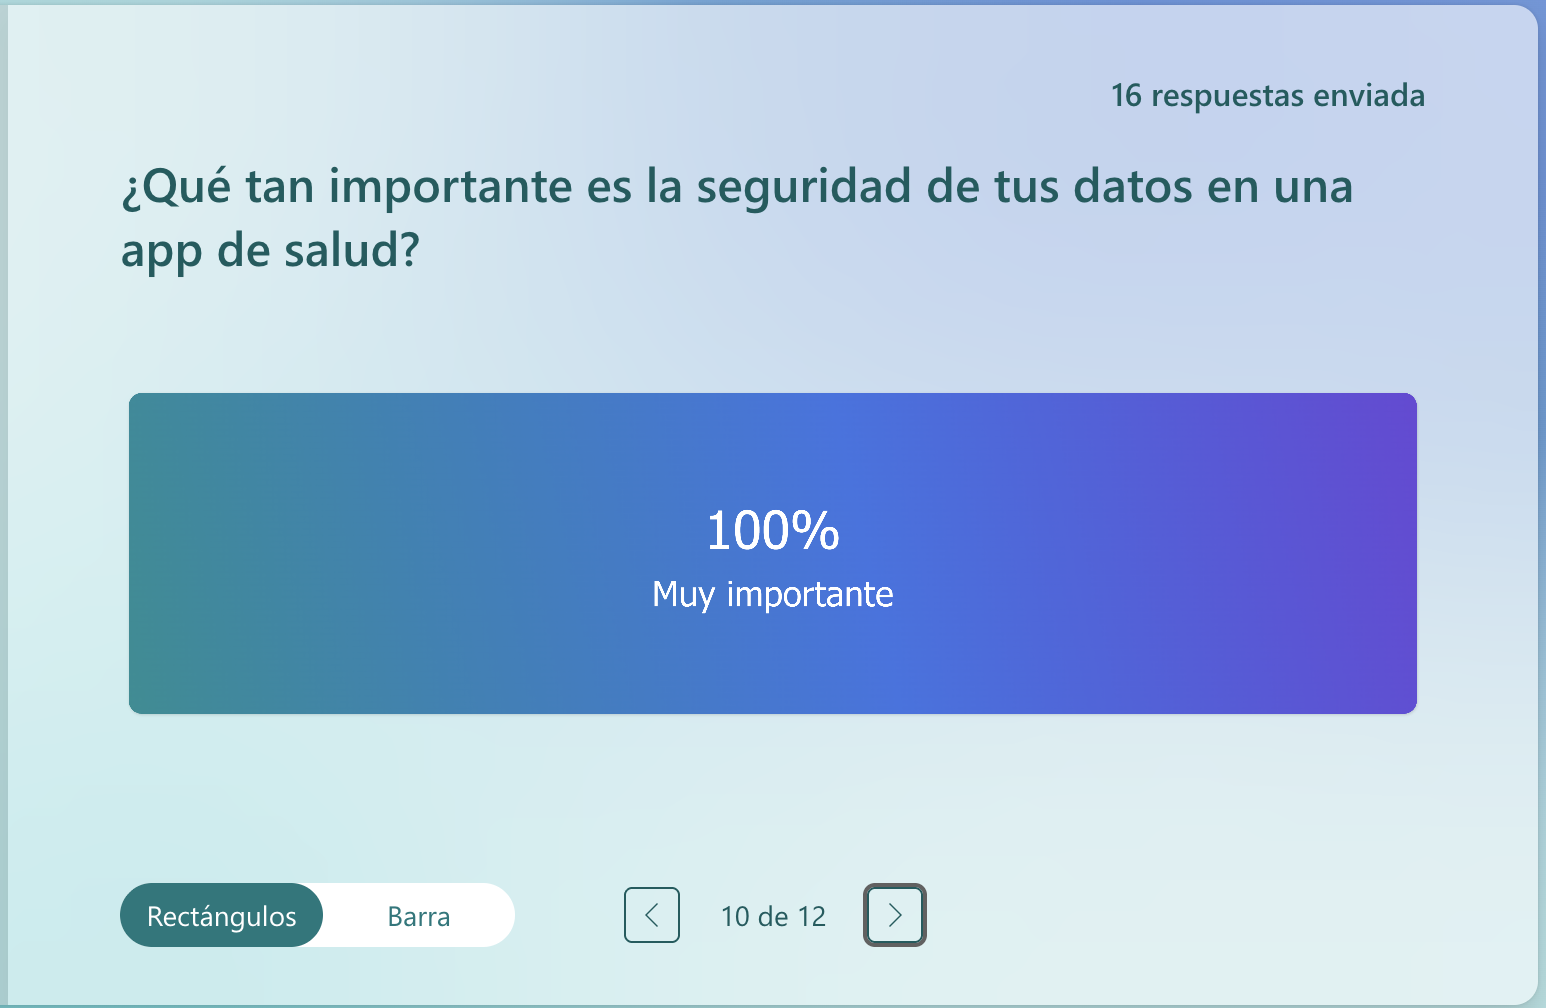 16 respuestas enviada
¿Qué tan importante es la seguridad de tus datos en una
app de salud?
100%
Muy importante
Rectángulos
Barra
10 de 12